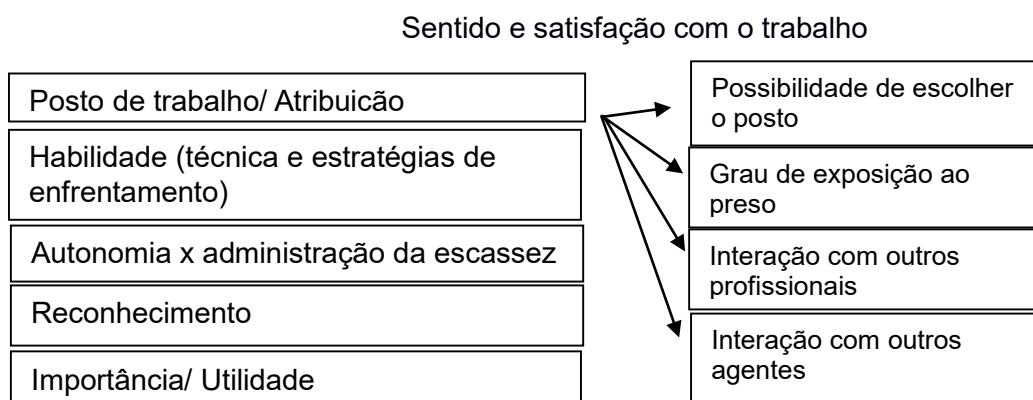 Sentido e satisfação com o trabalho
Posto de trabalho/ Atribuicão
Habilidade (técnica e estratégias de
enfrentamento)
Autonomia x administração da escassez
Reconhecimento
Importância/ Utilidade
Possibilidade de escolher
o posto
Grau de exposição ao
preso
Interação com outros
profissionais
Interação com outros
agentes